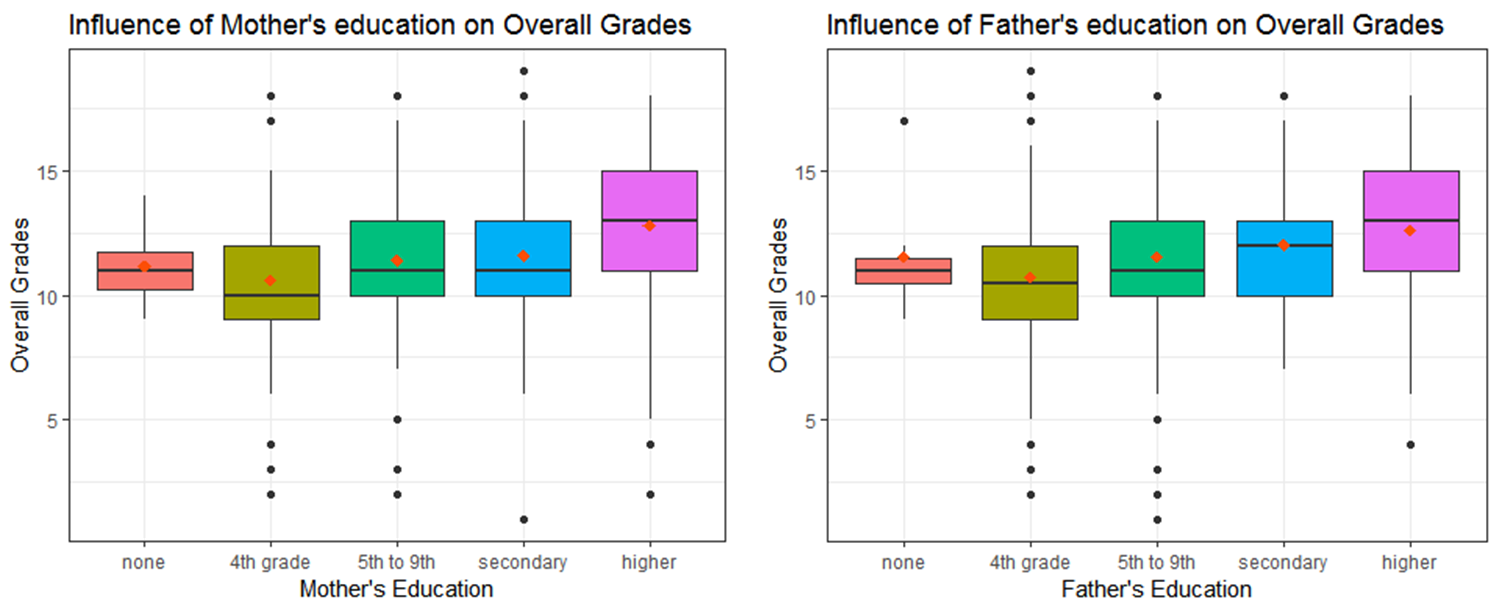 Influence of Mother's education on Overall Grades
Overall Grades
15
10
5
none 4th grade 5th to 9th secondary higher
Mother's Education
Influence of Father's education on Overall Grades
Overall Grades
15
10
5
none 4th grade 5th to 9th secondary higher
Father's Education